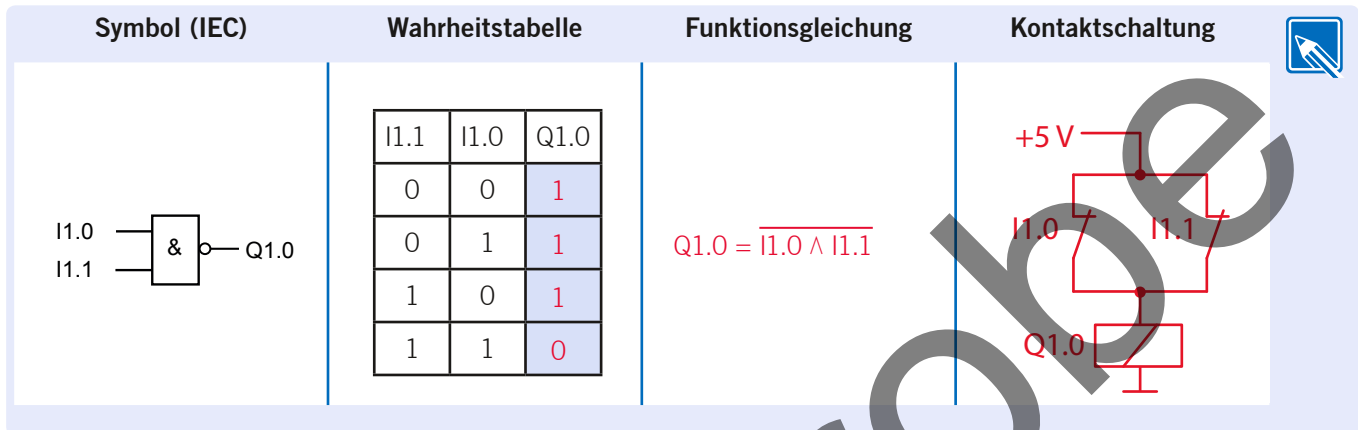 Symbol (IEC) Wahrheitstabelle Funktionsgleichung Kontaktschaltung
I1.0
I1.1
&
Q1.0
I1.1 I1.0 Q1.0
0 0 1
0 1 1
1 0 1
1 1 0
Q1.0 = \overline{I1.0 ∧ I1.1}
+5 V
I1.0 I1.1
Q1.0